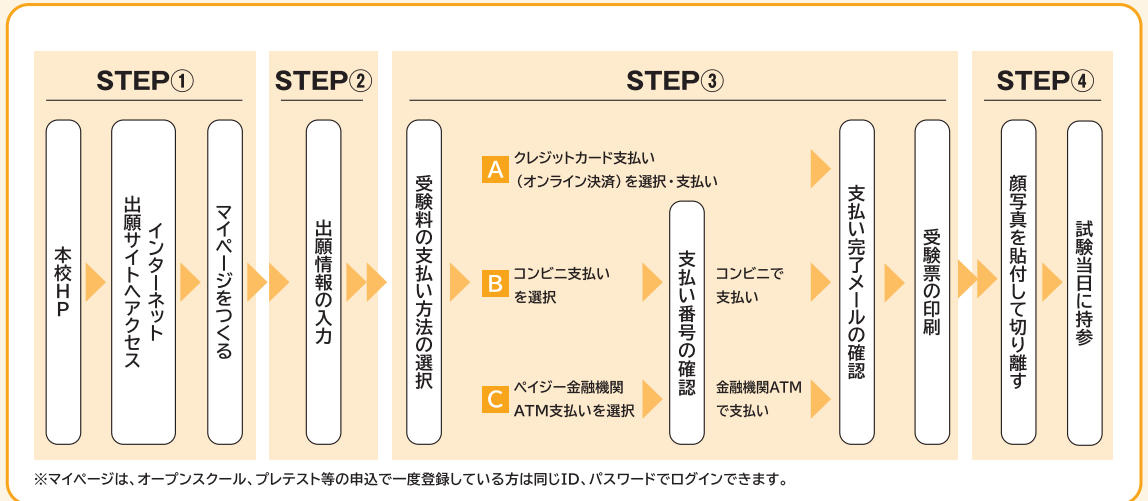 STEP①
本校HP
インターネット
出願サイトへアクセス
マイページをつくる
STEP②
出願情報の入力
STEP③
受験料の支払い方法の選択
A
クレジットカード支払い
（オンライン決済）を選択・支払い
B
コンビニ支払い
を選択
C
ペイジー金融機関
ATM支払いを選択
支払い番号の確認
コンビニで
支払い
金融機関ATM
で支払い
支払い完了メールの確認
受験票の印刷
STEP④
顔写真を貼付して切り離す
試験当日に持参
※マイページは、オープンスクール、プレテスト等の申込で一度登録している方は同じID、パスワードでログインできます。